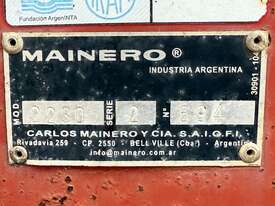 Fundación ArgenINTA
MAINERO®
INDUSTRIA ARGENTINA
MOD. 2230 SERIE 2 Nº 594
CARLOS MAINERO Y CIA. S.A.I.C.F.I.
Rivadavia 259 - CP. 2550 - BELL VILLE (Cba) - Argentina
info@mainero.com.ar